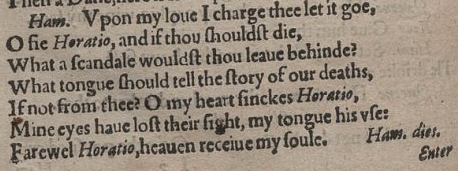 Ham. Vpon my loue I charge thee let it goe,
O fie Horatio, and if thou shouldst die,
What a scandale wouldst thou leaue behinde?
What tongue should tell the story of our deaths,
If not from thee? O my heart sinckes Horatio,
Mine eyes haue lost their sight, my tongue his vse:
Farewel Horatio, heauen receiue my soule. Ham. dies.
Enter